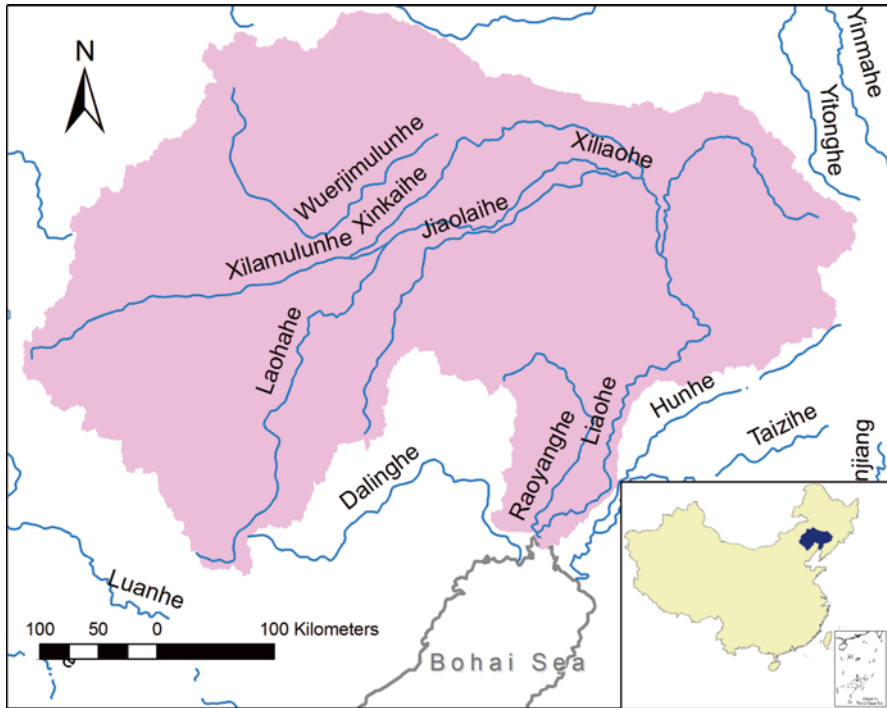 N
Yinmahe
Yitonghe
Wuerjimulunhe
Xinkaihe
Xiliaohe
Jiaolaihe
Xilamulunhe
Laohahe
Liaohe
Raoyanghe
Hunhe
Taizihe
Dalinghe
njiang
Luanhe
100 50 0 100 Kilometers
Bohai Sea